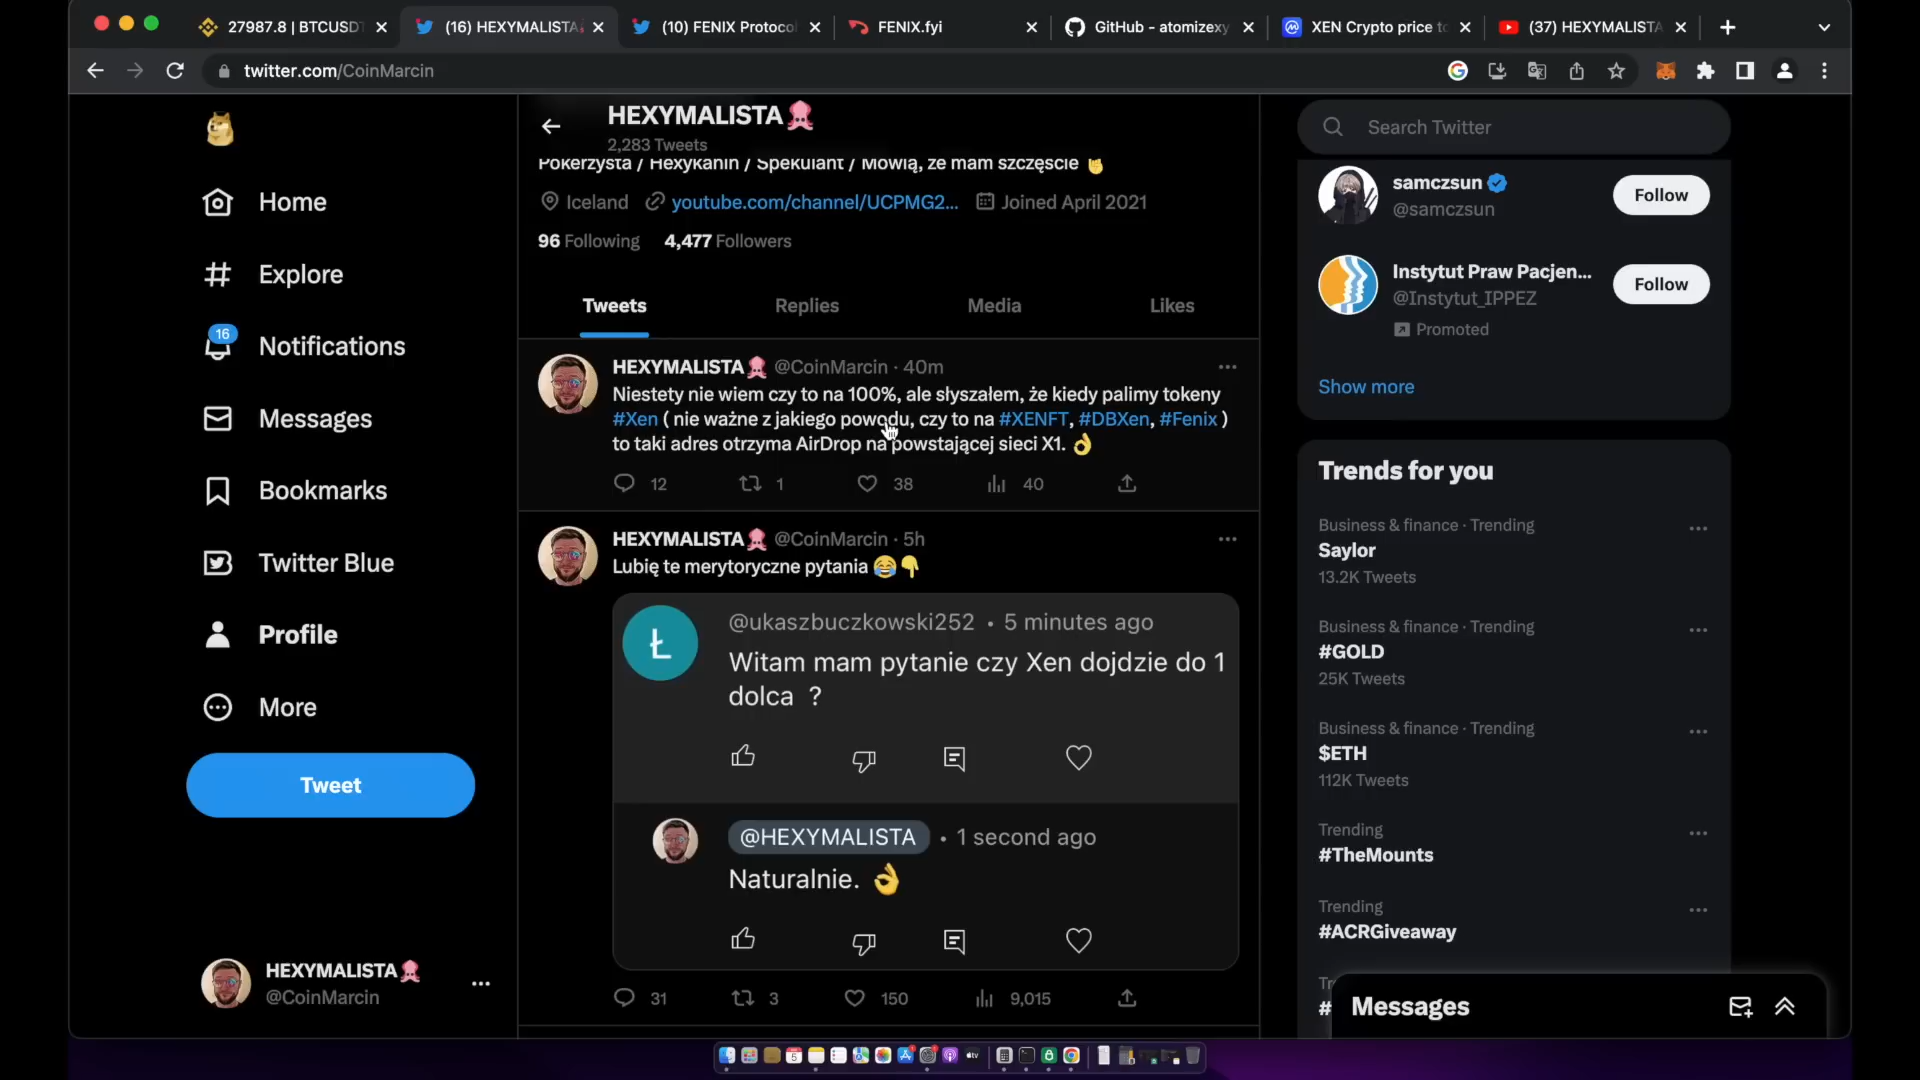 27987.8 | BTCUSDT
(16) HEXYMALISTA
(10) FENIX Protoco
FENIX.fyi
GitHub - atomizexy
XEN Crypto price to
(37) HEXYMALISTA
twitter.com/CoinMarcin
Home
Explore
16
Notifications
Messages
Bookmarks
Twitter Blue
Profile
More
Tweet
HEXYMALISTA
@CoinMarcin
HEXYMALISTA
2,283 Tweets
Pokerzysta / Hexykanin / Spekulant / Mówią, że mam szczęście
Iceland youtube.com/channel/UCPMG2... Joined April 2021
96 Following 4,477 Followers
Tweets Replies Media Likes
HEXYMALISTA @CoinMarcin · 40m
Niestety nie wiem czy to na 100%, ale słyszałem, że kiedy palimy tokeny
#Xen ( nie ważne z jakiego powodu, czy to na #XENFT, #DBXen, #Fenix )
to taki adres otrzyma AirDrop na powstającej sieci X1. 👌
12 1 38 40
HEXYMALISTA @CoinMarcin · 5h
Lubię te merytoryczne pytania 😂👇
Ł
@ukaszbuczkowski252 • 5 minutes ago
Witam mam pytanie czy Xen dojdzie do 1
dolca ?
@HEXYMALISTA • 1 second ago
Naturalnie. 👌
31 3 150 9,015
Search Twitter
samczsun
@samczsun
Follow
Instytut Praw Pacjen...
@Instytut_IPPEZ
Follow
Promoted
Show more
Trends for you
Business & finance · Trending
Saylor
13.2K Tweets
Business & finance · Trending
#GOLD
25K Tweets
Business & finance · Trending
$ETH
112K Tweets
Trending
#TheMounts
Trending
#ACRGiveaway
Tr
#
Messages